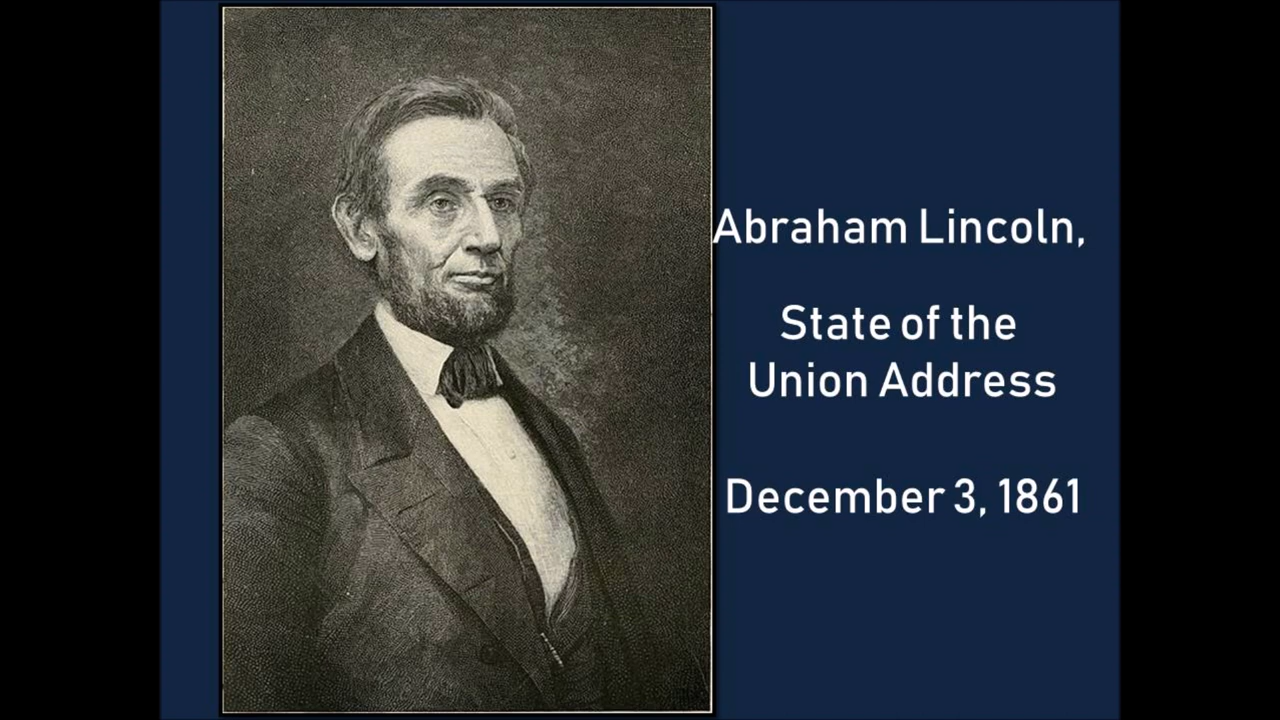 Abraham Lincoln,
State of the
Union Address
December 3, 1861